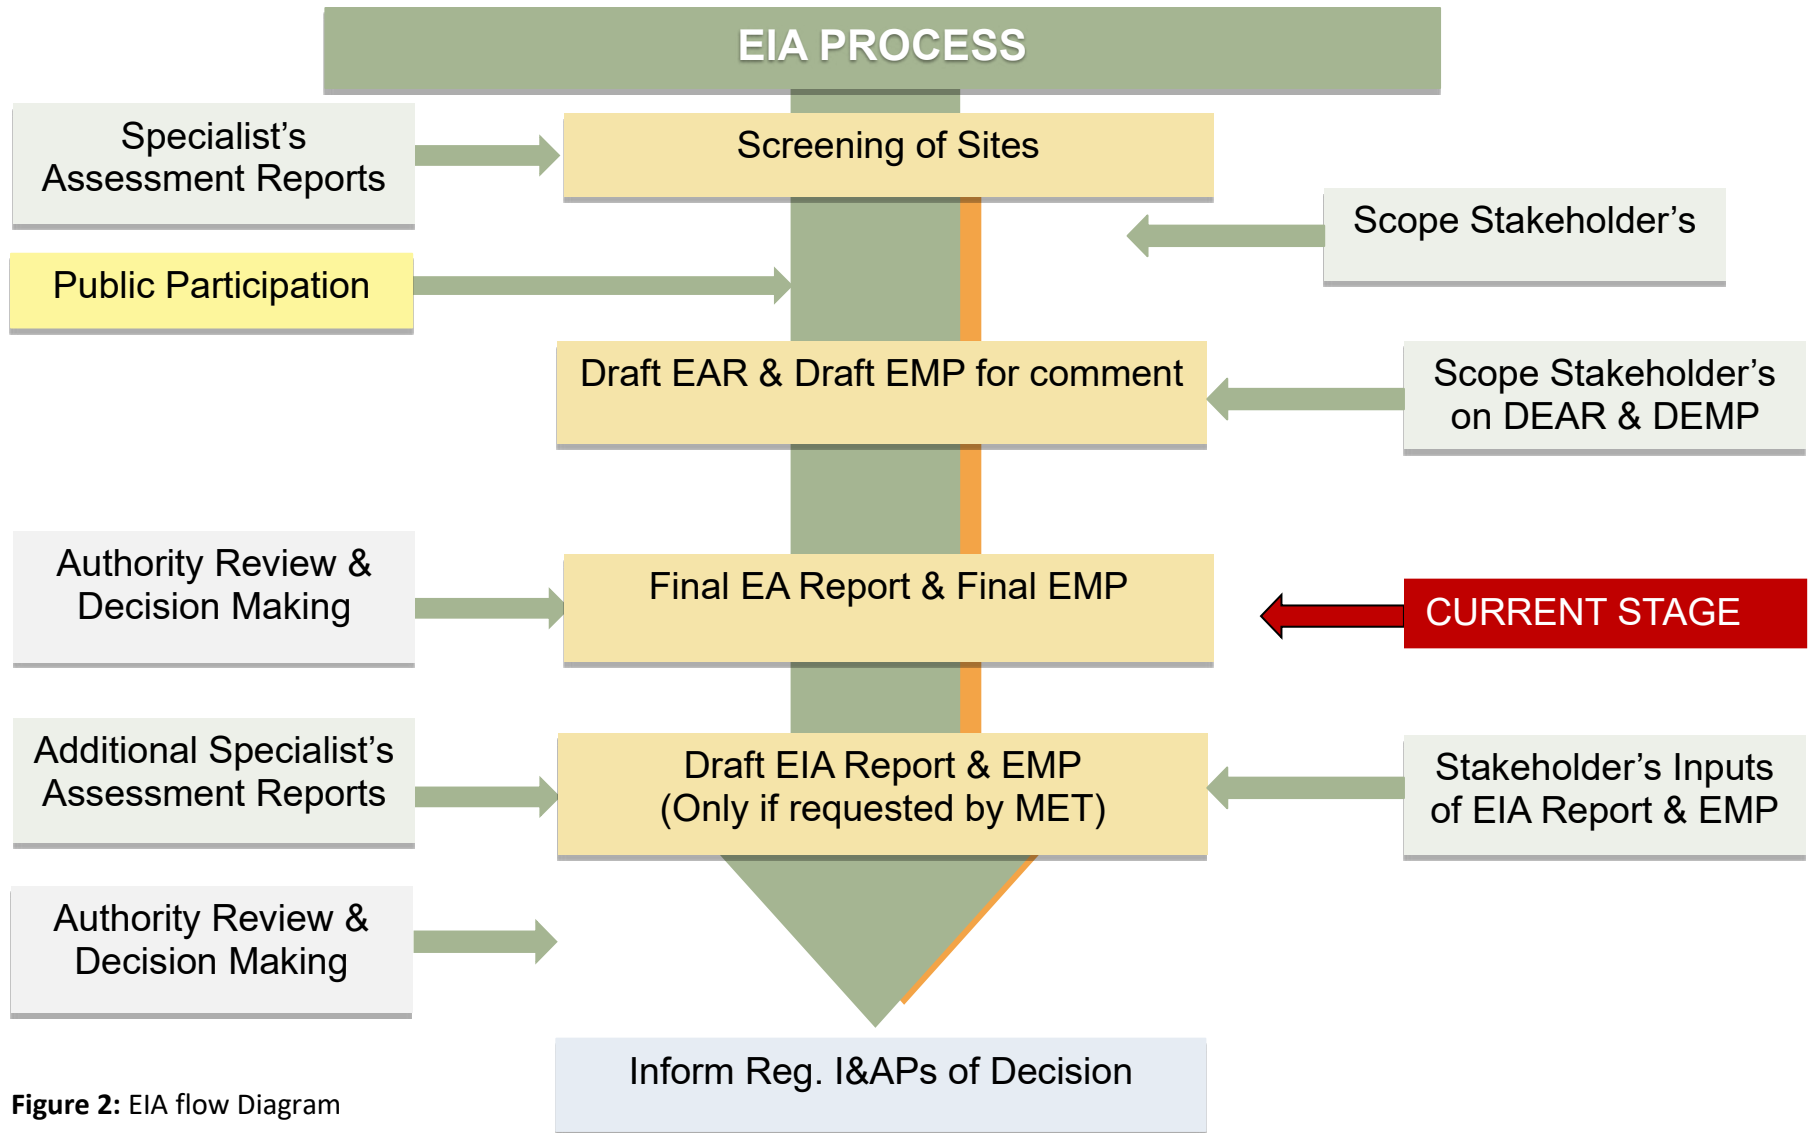 EIA PROCESS
Specialist’s
Assessment Reports
Screening of Sites
Scope Stakeholder’s
Public Participation
Draft EAR & Draft EMP for comment
Scope Stakeholder’s
on DEAR & DEMP
Authority Review &
Decision Making
Final EA Report & Final EMP
CURRENT STAGE
Additional Specialist’s
Assessment Reports
Draft EIA Report & EMP
(Only if requested by MET)
Stakeholder’s Inputs
of EIA Report & EMP
Authority Review &
Decision Making
Inform Reg. I&APs of Decision
Figure 2: EIA flow Diagram